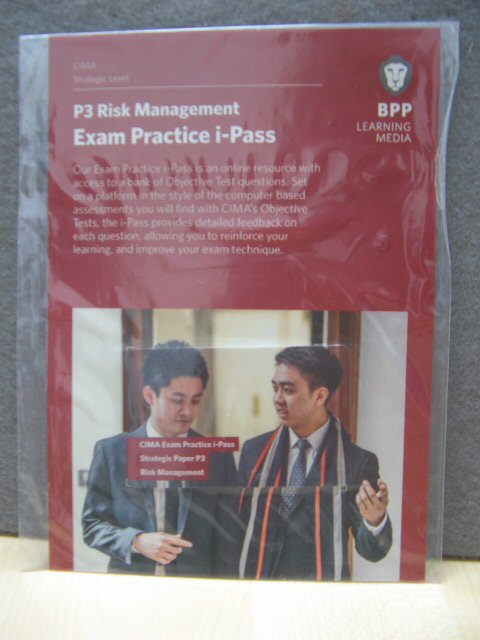 CIMA
Strategic Level
P3 Risk Management
Exam Practice i-Pass
BPP
LEARNING
MEDIA
Our Exam Practice i-Pass is an online resource with
access to a bank of Objective Test questions. Set
on a platform in the style of the computer based
assessments you will find with CIMA's Objective
Tests, the i-Pass provides detailed feedback on
each question, allowing you to reinforce your
learning, and improve your exam technique.
CIMA Exam Practice i-Pass
Strategic Paper P3
Risk Management